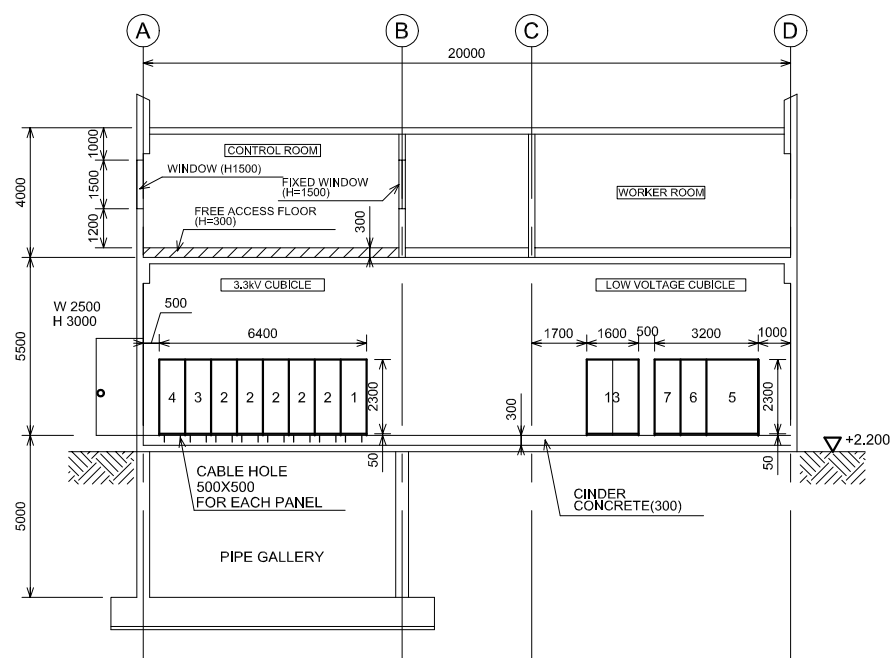 A
B
C
D
20000
1000
CONTROL ROOM
WINDOW (H1500)
4000
1500
FIXED WINDOW
(H=1500)
WORKER ROOM
FREE ACCESS FLOOR
(H=300)
1200
300
3.3kV CUBICLE
LOW VOLTAGE CUBICLE
W 2500
H 3000
500
6400
1700
1600
500
3200
1000
5500
4
3
2
2
2
2
2
1
2300
13
7
6
5
2300
300
50
50
+2.200
CABLE HOLE
500X500
FOR EACH PANEL
CINDER
CONCRETE(300)
5000
PIPE GALLERY